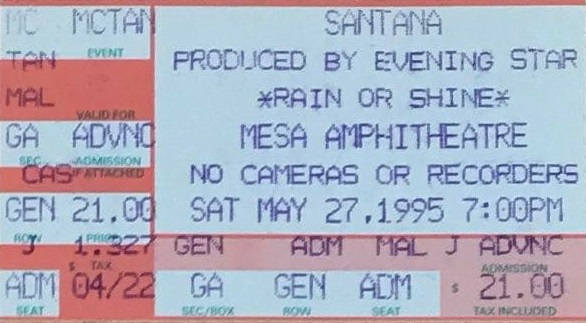 MC MCTAN SANTANA
EVENT
TAN PRODUCED BY EVENING STAR
MAL *RAIN OR SHINE*
VALID FOR
GA ADVNC MESA AMPHITHEATRE
SEC. ADMISSION
CAS IF ATTACHED NO CAMERAS OR RECORDERS
GEN 21.00 SAT MAY 27,1995 7:00PM
ROW PRICE
J 1.327 GEN ADM MAL J ADVNC
$ TAX ADMISSION
ADM 04/22 GA GEN ADM $ 21.00
SEAT SEC/BOX ROW SEAT TAX INCLUDED